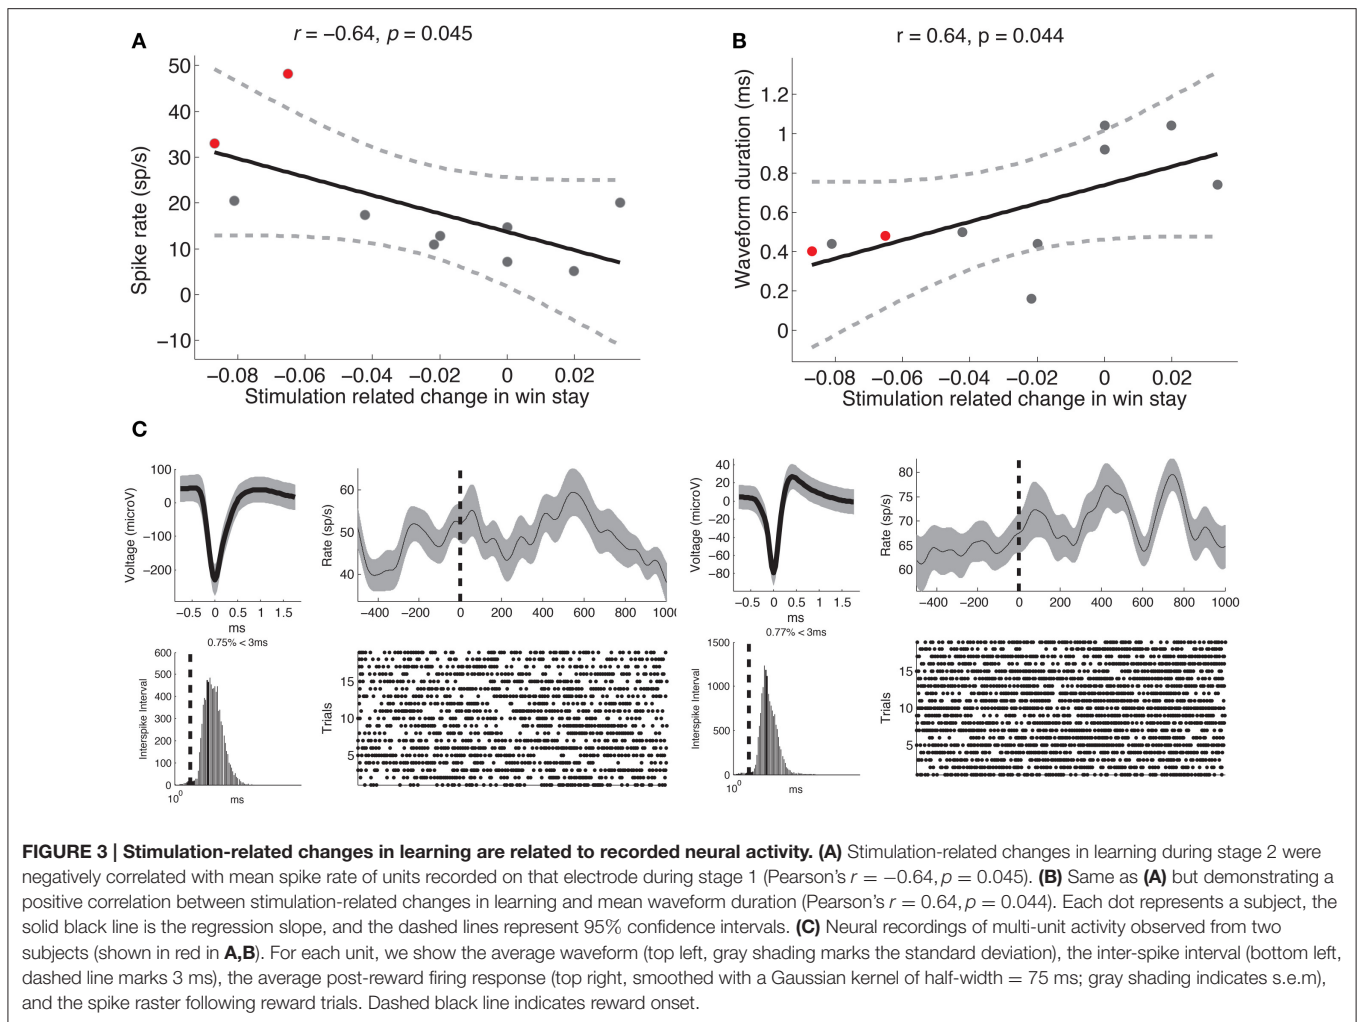 A
r = −0.64, p = 0.045
50
40
30
20
10
0
−10
Spike rate (sp/s)
−0.08 −0.06 −0.04 −0.02 0 0.02
Stimulation related change in win stay
B
r = 0.64, p = 0.044
1.2
1
0.8
0.6
0.4
0.2
0
Waveform duration (ms)
−0.08 −0.06 −0.04 −0.02 0 0.02
Stimulation related change in win stay
C
100
0
−100
−200
Voltage (microV)
−0.5 0 0.5 1 1.5
ms
60
50
40
Rate (sp/s)
−400 −200 0 200 400 600 800 1000
40
20
0
−20
−40
−60
−80
Voltage (microV)
−0.5 0 0.5 1 1.5
ms
80
75
70
65
60
Rate (sp/s)
−400 −200 0 200 400 600 800 1000
0.75% < 3ms
600
500
400
300
200
100
0
Interspike Interval
10⁰
ms
15
10
5
Trials
0.77% < 3ms
1500
1000
500
0
Interspike Interval
10⁰
ms
15
10
5
Trials
FIGURE 3 | Stimulation-related changes in learning are related to recorded neural activity. (A) Stimulation-related changes in learning during stage 2 were
negatively correlated with mean spike rate of units recorded on that electrode during stage 1 (Pearson's r = −0.64, p = 0.045). (B) Same as (A) but demonstrating a
positive correlation between stimulation-related changes in learning and mean waveform duration (Pearson's r = 0.64, p = 0.044). Each dot represents a subject, the
solid black line is the regression slope, and the dashed lines represent 95% confidence intervals. (C) Neural recordings of multi-unit activity observed from two
subjects (shown in red in A,B). For each unit, we show the average waveform (top left, gray shading marks the standard deviation), the inter-spike interval (bottom left,
dashed line marks 3 ms), the average post-reward firing response (top right, smoothed with a Gaussian kernel of half-width = 75 ms; gray shading indicates s.e.m),
and the spike raster following reward trials. Dashed black line indicates reward onset.